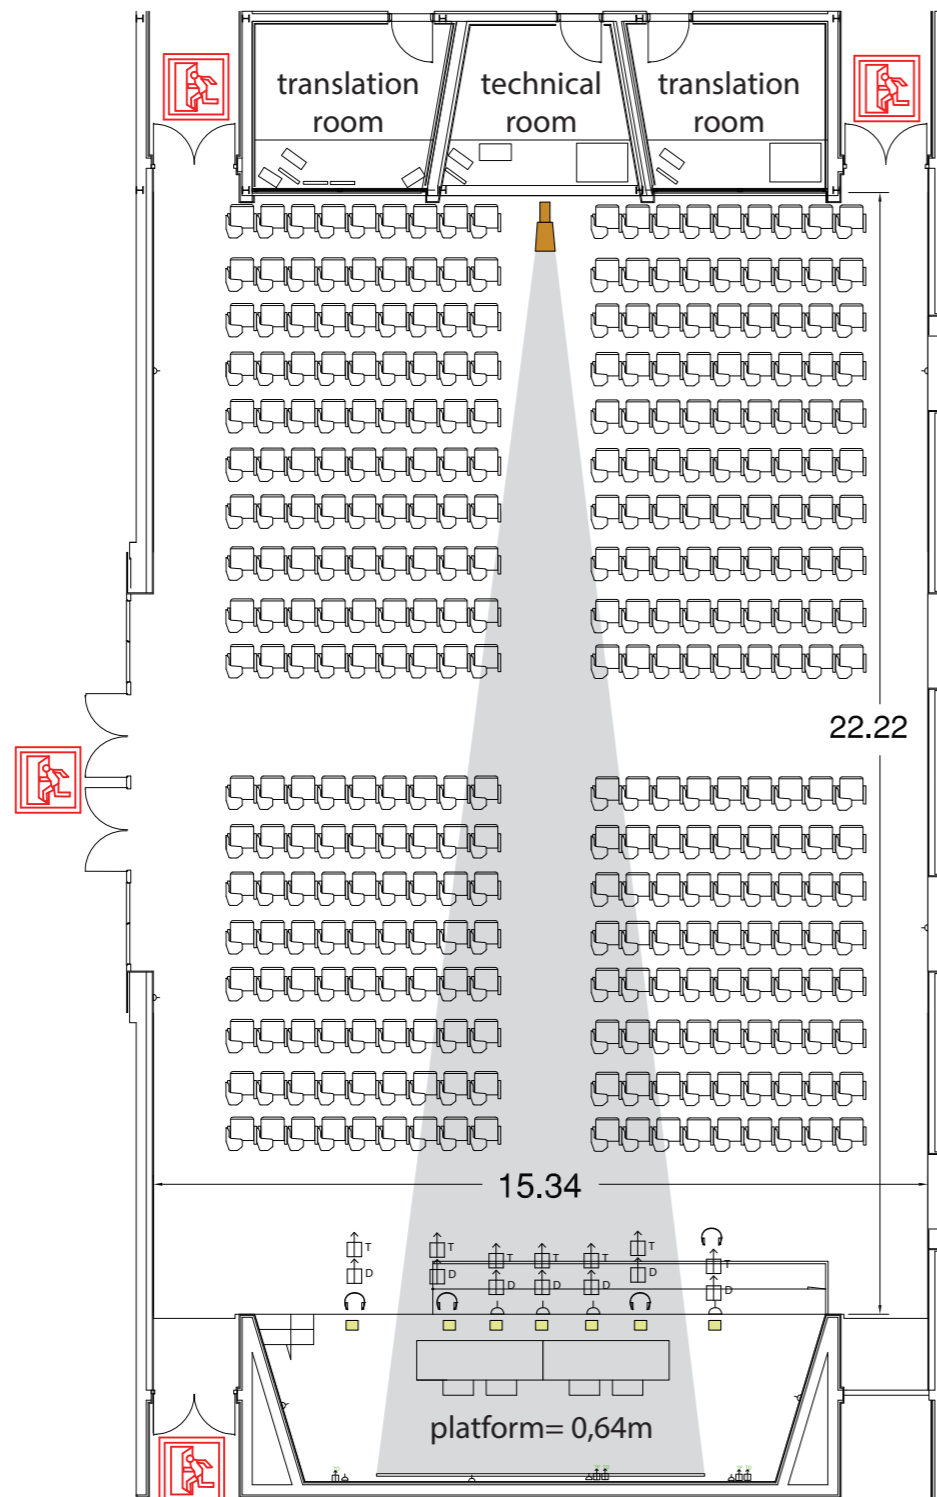 translation
room
technical
room
translation
room
22.22
15.34
T
T
T
T
T
T
T
D
D
D
D
D
D
D
platform= 0,64m